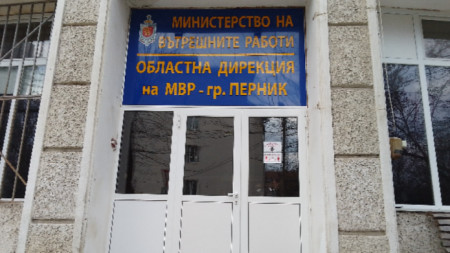 МИНИСТЕРСТВО НА
ВЪТРЕШНИТЕ РАБОТИ
ОБЛАСТНА ДИРЕКЦИЯ
на МВР - гр. ПЕРНИК